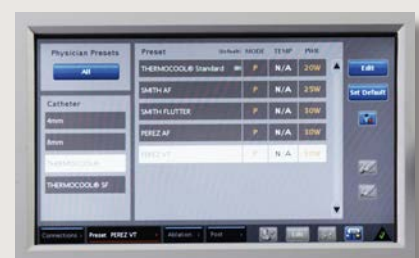 Physician Presets
All
Catheter
4mm
8mm
THERMOCOOL®
THERMOCOOL® SF
Preset Default MODE TEMP PWR
THERMOCOOL® Standard P N/A 20W
SMITH AF P N/A 25W
SMITH FLUTTER P N/A 30W
PEREZ AF P N/A 30W
PEREZ VT P N/A
Edit
Set Default
Connections Preset PEREZ VT Ablation Post Edit